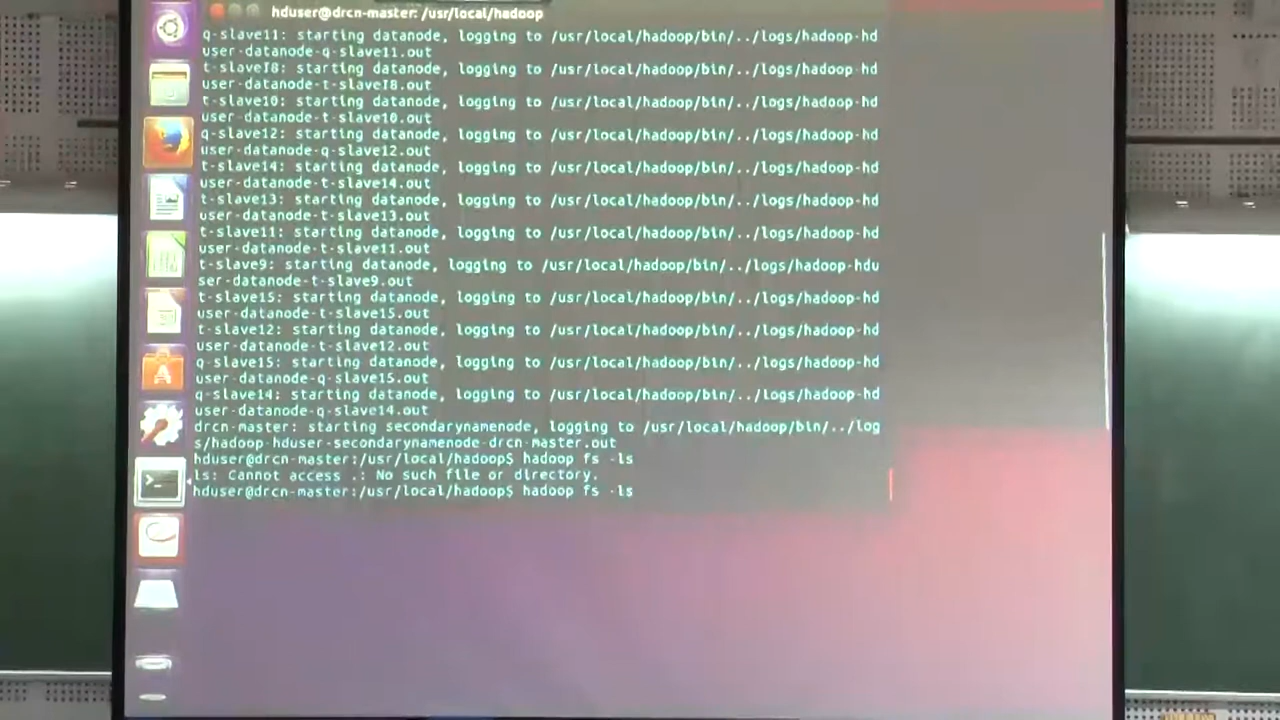 hduser@drcn-master: /usr/local/hadoop
q-slave11: starting datanode, logging to /usr/local/hadoop/bin/../logs/hadoop-hd
user-datanode-q-slave11.out
t-slave18: starting datanode, logging to /usr/local/hadoop/bin/../logs/hadoop-hd
user-datanode-t-slave18.out
t-slave10: starting datanode, logging to /usr/local/hadoop/bin/../logs/hadoop-hd
user-datanode-t-slave10.out
q-slave12: starting datanode, logging to /usr/local/hadoop/bin/../logs/hadoop-hd
user-datanode-q-slave12.out
t-slave14: starting datanode, logging to /usr/local/hadoop/bin/../logs/hadoop-hd
user-datanode-t-slave14.out
t-slave13: starting datanode, logging to /usr/local/hadoop/bin/../logs/hadoop-hd
user-datanode-t-slave13.out
t-slave11: starting datanode, logging to /usr/local/hadoop/bin/../logs/hadoop-hd
user-datanode-t-slave11.out
t-slave9: starting datanode, logging to /usr/local/hadoop/bin/../logs/hadoop-hdu
ser-datanode-t-slave9.out
t-slave15: starting datanode, logging to /usr/local/hadoop/bin/../logs/hadoop-hd
user-datanode-t-slave15.out
t-slave12: starting datanode, logging to /usr/local/hadoop/bin/../logs/hadoop-hd
user-datanode-t-slave12.out
q-slave15: starting datanode, logging to /usr/local/hadoop/bin/../logs/hadoop-hd
user-datanode-q-slave15.out
q-slave14: starting datanode, logging to /usr/local/hadoop/bin/../logs/hadoop-hd
user-datanode-q-slave14.out
drcn-master: starting secondarynamenode, logging to /usr/local/hadoop/bin/../log
s/hadoop-hduser-secondarynamenode-drcn-master.out
hduser@drcn-master:/usr/local/hadoop$ hadoop fs -ls
ls: Cannot access .: No such file or directory.
hduser@drcn-master:/usr/local/hadoop$ hadoop fs -ls